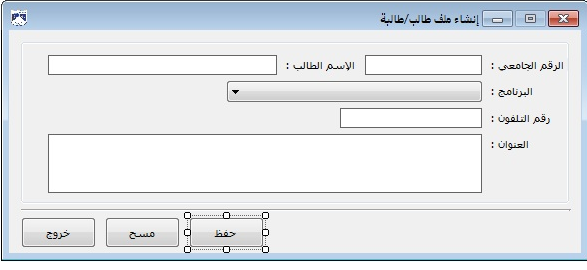 إنشاء ملف طالب/طالبة
الرقم الجامعي : الإسم الطالب :
البرنامج :
رقم التلفون :
العنوان :
حفظ مسح خروج